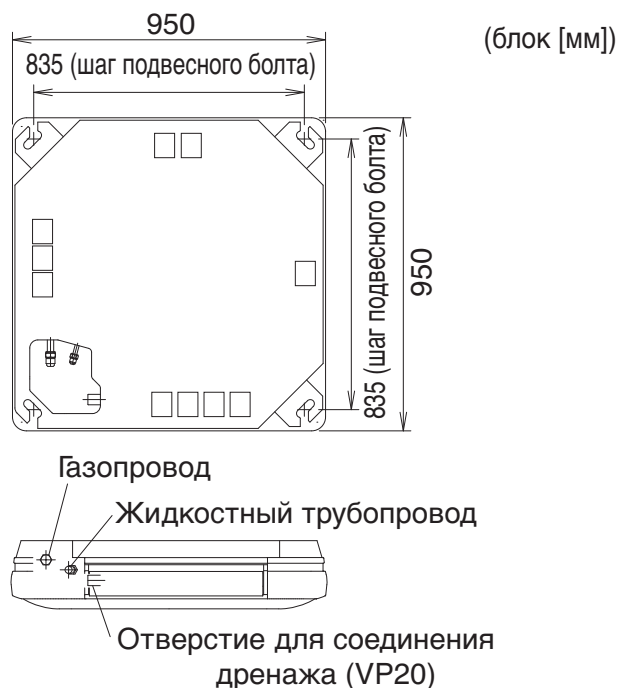 950
(блок [мм])
835 (шаг подвесного болта)
835 (шаг подвесного болта)
950
Газопровод
Жидкостный трубопровод
Отверстие для соединения
дренажа (VP20)